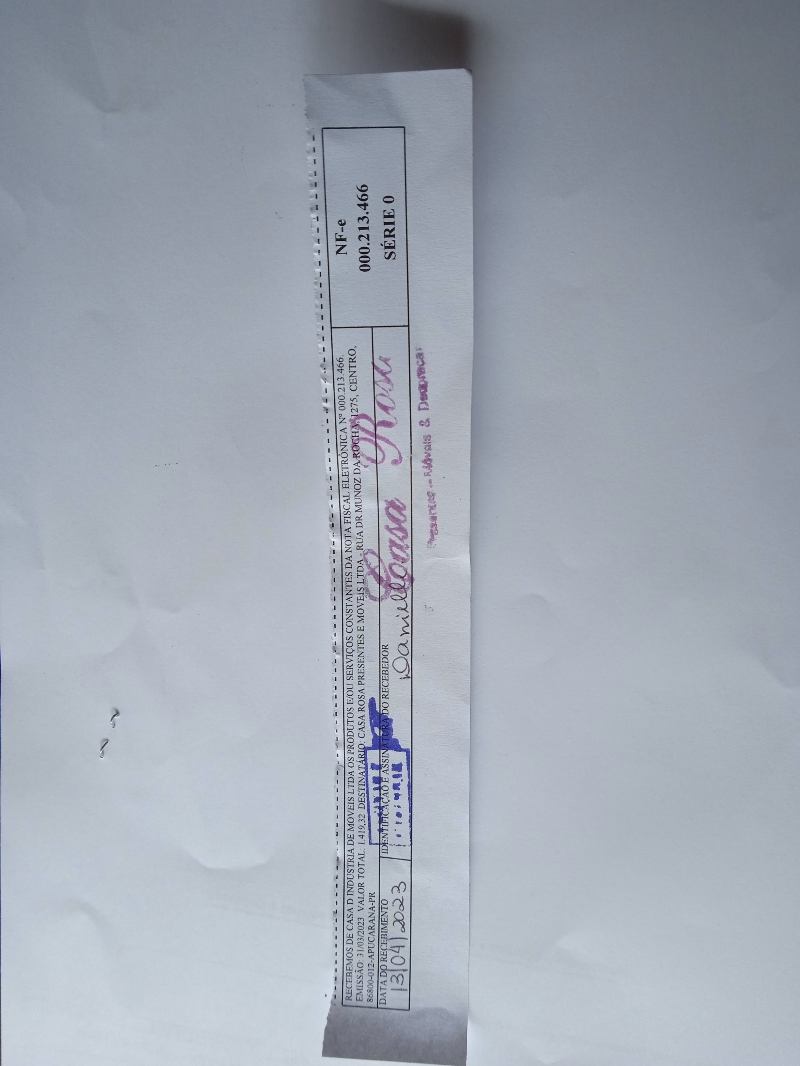 RECEBEMOS DE CASA D INDUSTRIA DE MOVEIS LTDA OS PRODUTOS E/OU SERVIÇOS CONSTANTES DA NOTA FISCAL ELETRÔNICA Nº 000.213.466.
EMISSÃO: 31/03/2023 VALOR TOTAL: 1.419,32 DESTINATÁRIO: CASA ROSA PRESENTES E MOVEIS LTDA - RUA DR MUNOZ DA ROCHA, 1275, CENTRO,
86800-012-APUCARANA-PR
DATA DO RECEBIMENTO
13/04/2023
IDENTIFICAÇÃO E ASSINATURA DO RECEBEDOR
Danielle
Casa Rosa
Presentes - Móveis &
NF-e
000.213.466
SÉRIE 0